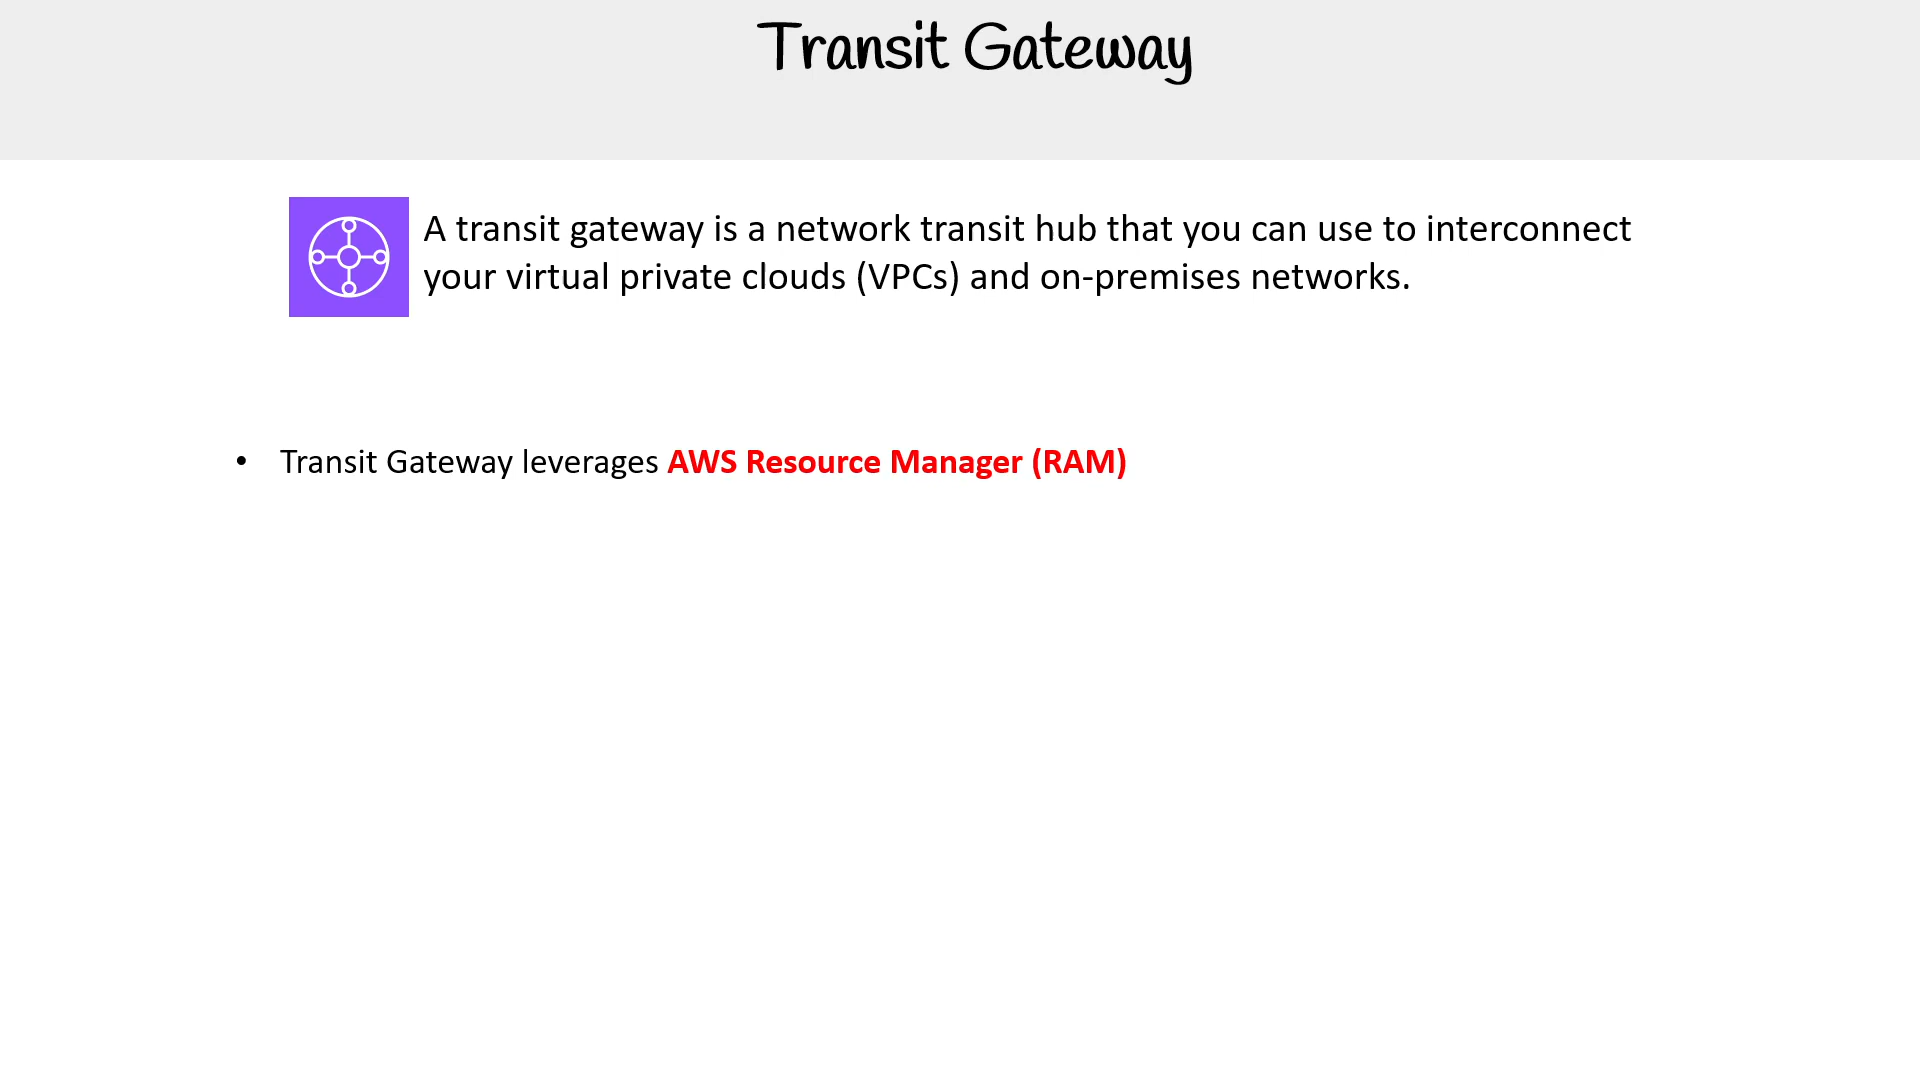 Transit Gateway
A transit gateway is a network transit hub that you can use to interconnect
your virtual private clouds (VPCs) and on-premises networks.
• Transit Gateway leverages AWS Resource Manager (RAM)